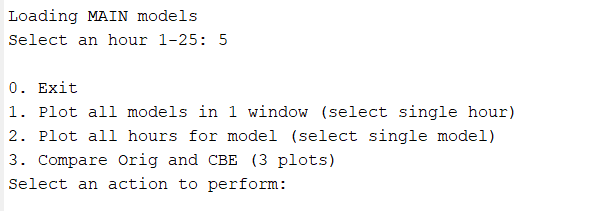 Loading MAIN models
Select an hour 1-25: 5
0. Exit
1. Plot all models in 1 window (select single hour)
2. Plot all hours for model (select single model)
3. Compare Orig and CBE (3 plots)
Select an action to perform: